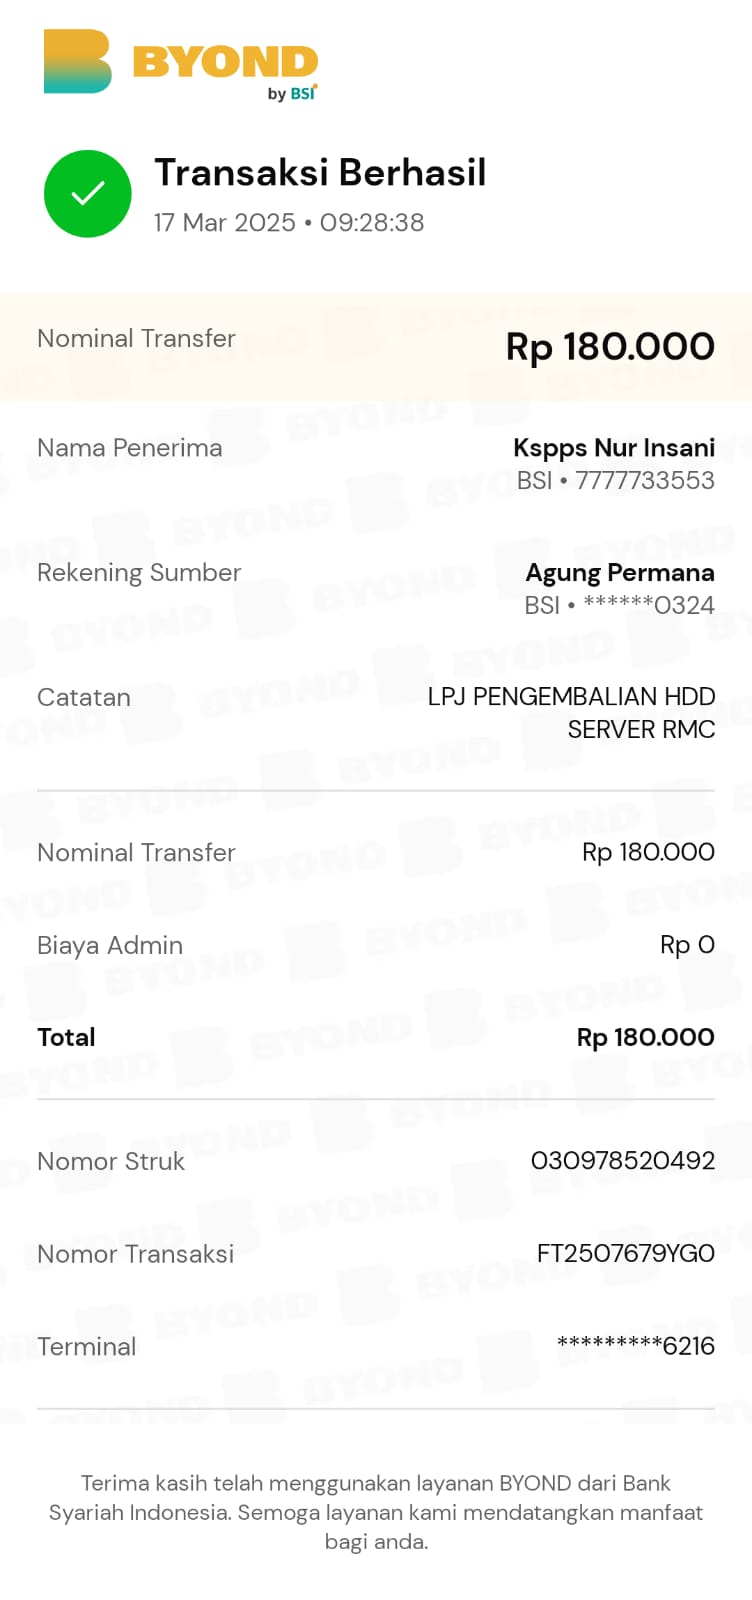 BYOND
by BSI
Transaksi Berhasil
17 Mar 2025 • 09:28:38
Nominal Transfer Rp 180.000
Nama Penerima Kspps Nur Insani
BSI • 7777733553
Rekening Sumber Agung Permana
BSI • ******0324
Catatan LPJ PENGEMBALIAN HDD
SERVER RMC
Nominal Transfer Rp 180.000
Biaya Admin Rp 0
Total Rp 180.000
Nomor Struk 030978520492
Nomor Transaksi FT2507679YG0
Terminal *********6216
Terima kasih telah menggunakan layanan BYOND dari Bank
Syariah Indonesia. Semoga layanan kami mendatangkan manfaat
bagi anda.